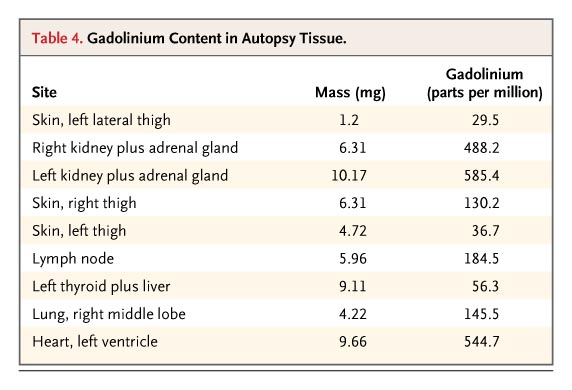 Table 4. Gadolinium Content in Autopsy Tissue.
Site Mass (mg) Gadolinium (parts per million)
Skin, left lateral thigh 1.2 29.5
Right kidney plus adrenal gland 6.31 488.2
Left kidney plus adrenal gland 10.17 585.4
Skin, right thigh 6.31 130.2
Skin, left thigh 4.72 36.7
Lymph node 5.96 184.5
Left thyroid plus liver 9.11 56.3
Lung, right middle lobe 4.22 145.5
Heart, left ventricle 9.66 544.7